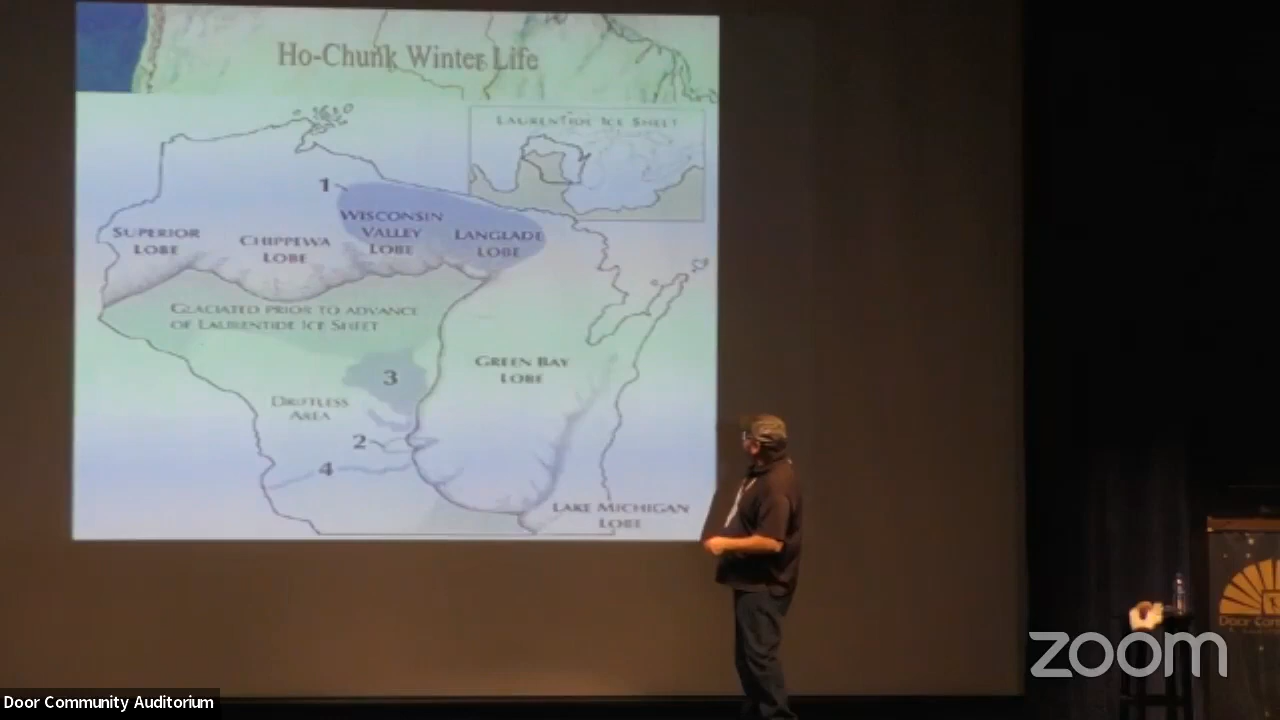 Ho-Chunk Winter Life
LAURENTIDE ICE SHEET
1
WISCONSIN
VALLEY
LOBE
SUPERIOR
LOBE
CHIPPEWA
LOBE
LANGLADE
LOBE
GLACIATED PRIOR TO ADVANCE
OF LAURENTIDE ICE SHEET
GREEN BAY
LOBE
3
DRIFTLESS
AREA
2
4
LAKE MICHIGAN
LOBE
Door Com
zoom
Door Community Auditorium